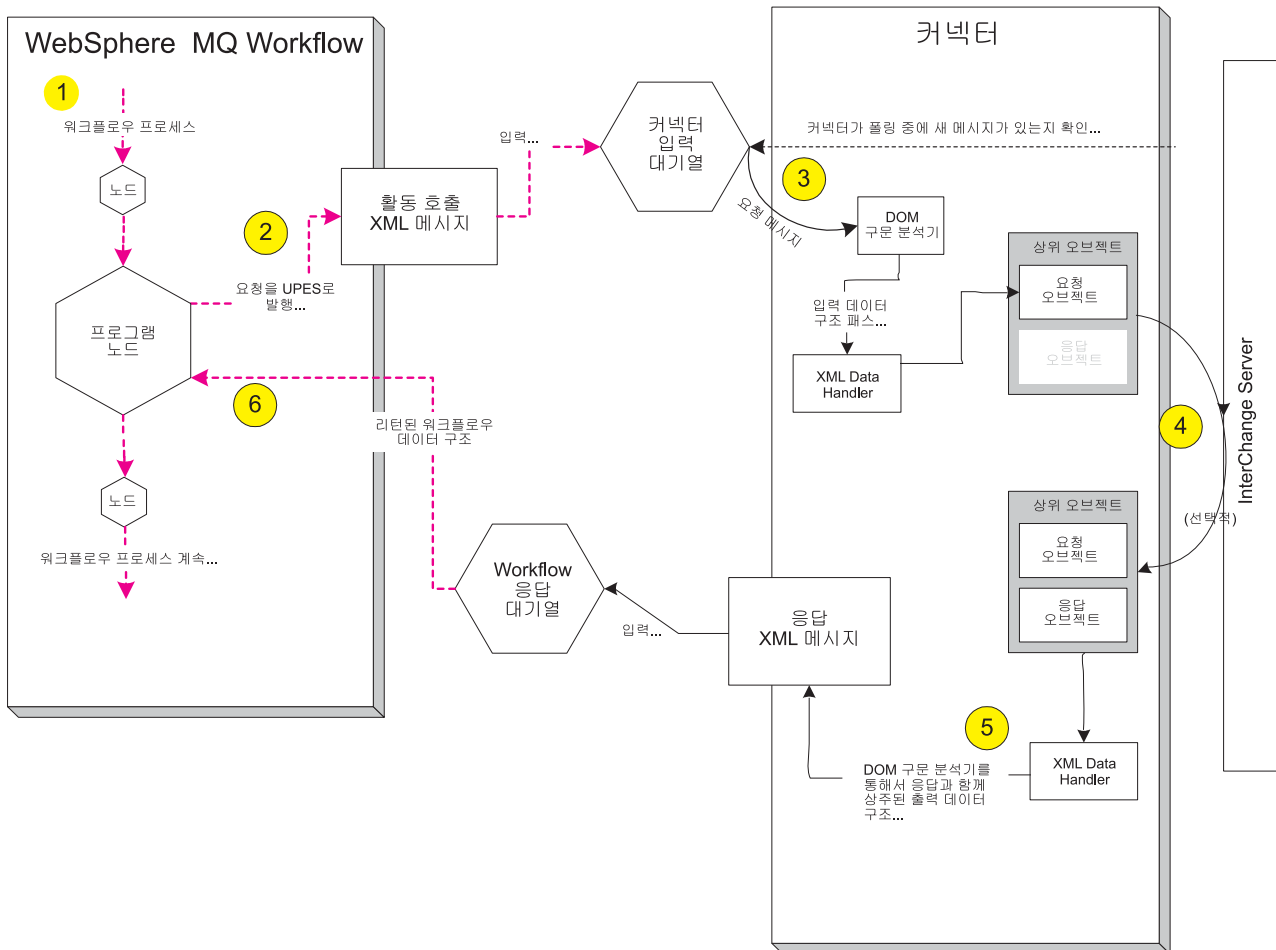 WebSphere MQ Workflow
커넥터
1
워크플로우 프로세스
노드
2
요청을 UPES로
발행...
프로그램
노드
노드
워크플로우 프로세스 계속...
활동 호출
XML 메시지
입력...
커넥터
입력
대기열
커넥터가 폴링 중에 새 메시지가 있는지 확인...
3
요청 메시지
DOM
구문 분석기
입력 데이터
구조 패스...
XML Data
Handler
상위 오브젝트
요청
오브젝트
응답
오브젝트
4
(선택적)
InterChange Server
상위 오브젝트
요청
오브젝트
응답
오브젝트
XML Data
Handler
5
DOM 구문 분석기를
통해서 응답과 함께
상주된 출력 데이터
구조...
응답
XML 메시지
입력...
Workflow
응답
대기열
6
리턴된 워크플로우
데이터 구조